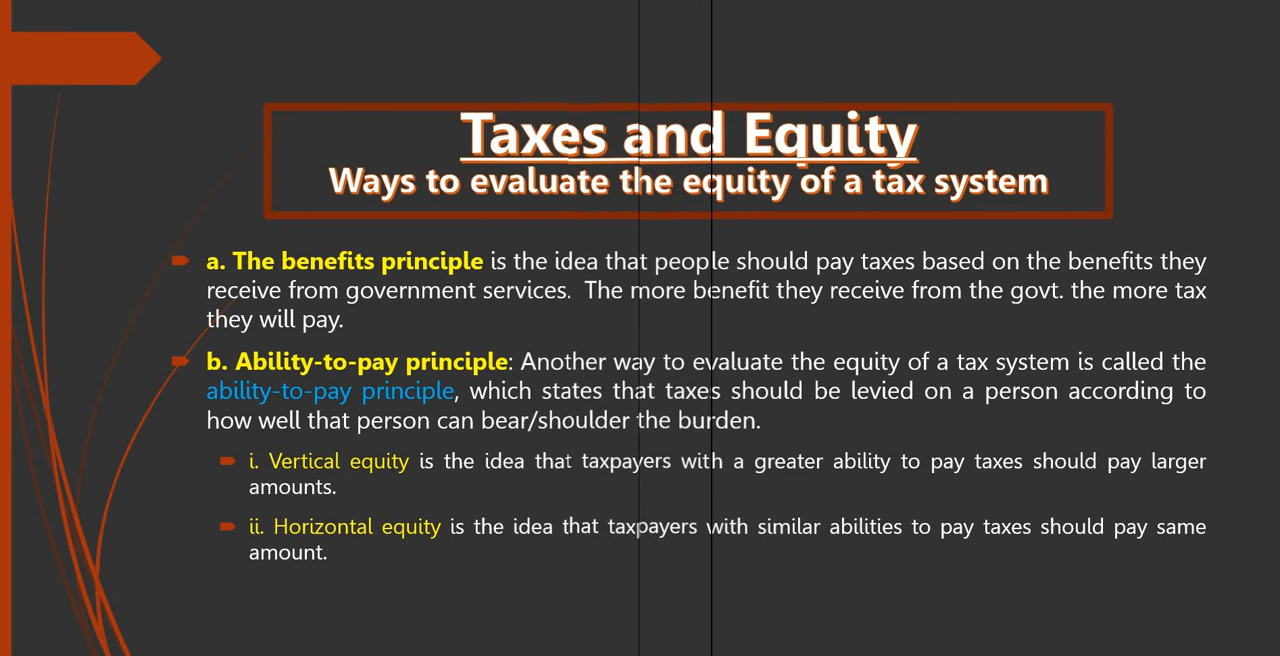 Taxes and Equity
Ways to evaluate the equity of a tax system
a. The benefits principle is the idea that people should pay taxes based on the benefits they
receive from government services. The more benefit they receive from the govt. the more tax
they will pay.
b. Ability-to-pay principle: Another way to evaluate the equity of a tax system is called the
ability-to-pay principle, which states that taxes should be levied on a person according to
how well that person can bear/shoulder the burden.
i. Vertical equity is the idea that taxpayers with a greater ability to pay taxes should pay larger
amounts.
ii. Horizontal equity is the idea that taxpayers with similar abilities to pay taxes should pay same
amount.